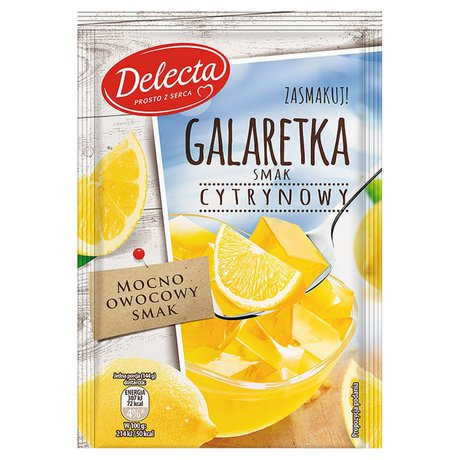 Delecta
PROSTO Z SERCA
ZASMAKUJ!
GALARETKA
SMAK
CYTRYNOWY
MOCNO
OWOCOWY
SMAK
Jedna porcja (144 g)
dostarcza:
ENERGIA
307 kJ
72 kcal
4%*
W 100 g:
214 kJ / 50 kcal
Propozycja podania